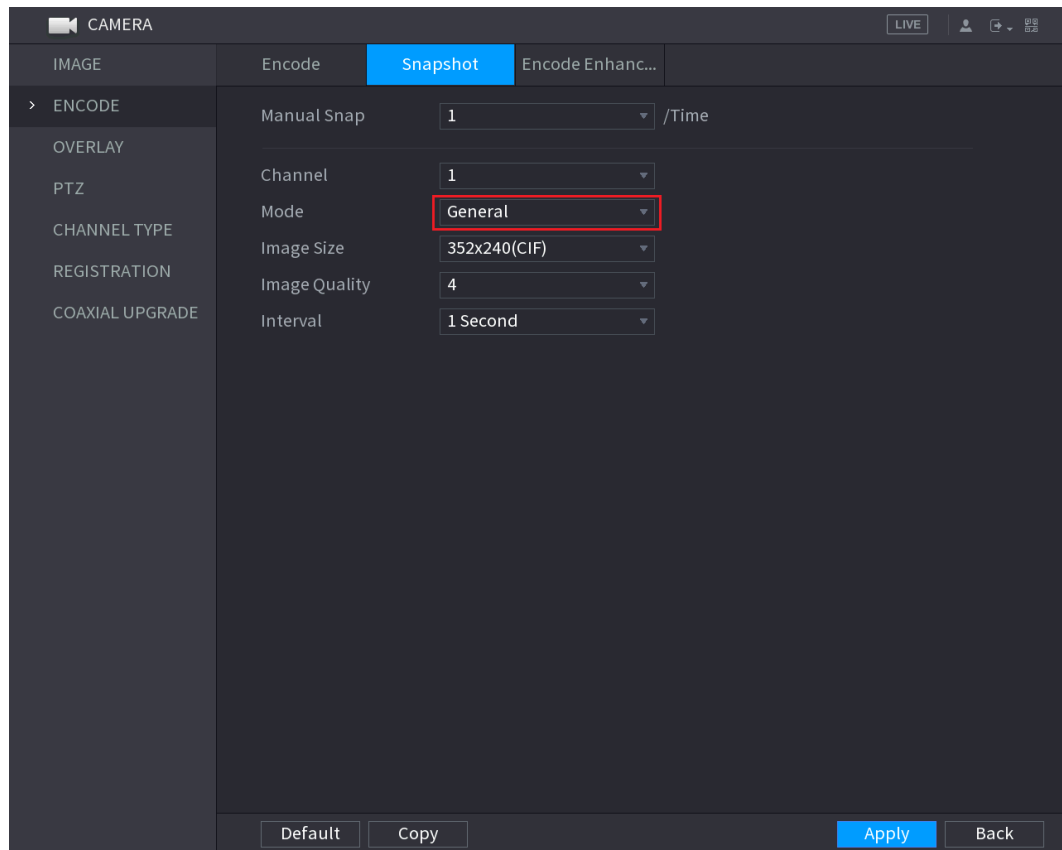 CAMERA
LIVE
IMAGE
ENCODE
OVERLAY
PTZ
CHANNEL TYPE
REGISTRATION
COAXIAL UPGRADE
Encode
Snapshot
Encode Enhanc...
Manual Snap 1 /Time
Channel 1
Mode General
Image Size 352x240(CIF)
Image Quality 4
Interval 1 Second
Default Copy Apply Back